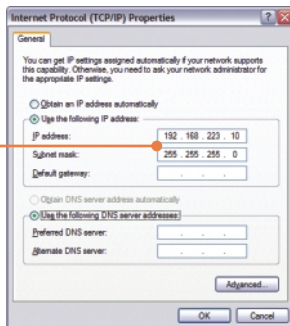 Internet Protocol (TCP/IP) Properties
General
You can get IP settings assigned automatically if your network supports
this capability. Otherwise, you need to ask your network administrator for
the appropriate IP settings.
Obtain an IP address automatically
Use the following IP address:
IP address: 192 . 168 . 223 . 10
Subnet mask: 255 . 255 . 255 . 0
Default gateway: . . .
Obtain DNS server address automatically
Use the following DNS server addresses:
Preferred DNS server: . . .
Alternate DNS server: . . .
Advanced...
OK Cancel